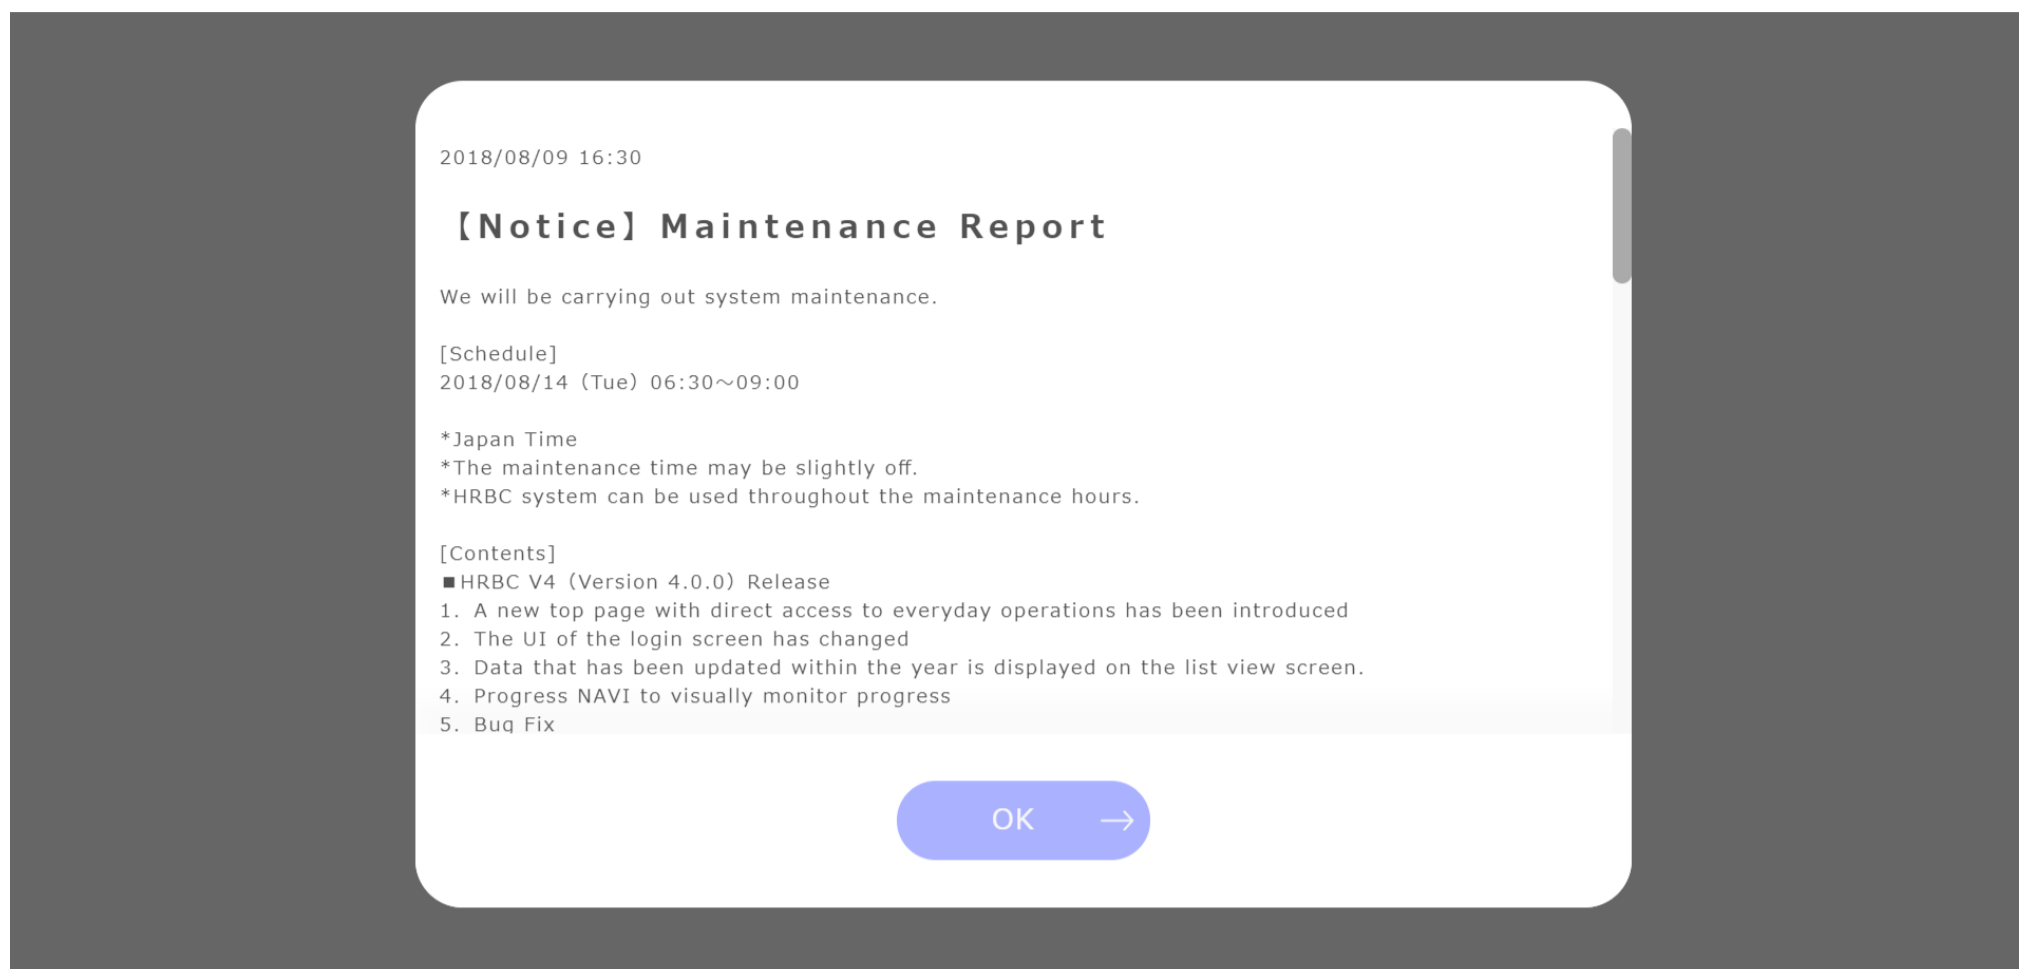 2018/08/09 16:30
【Notice】Maintenance Report
We will be carrying out system maintenance.
[Schedule]
2018/08/14（Tue）06:30～09:00
*Japan Time
*The maintenance time may be slightly off.
*HRBC system can be used throughout the maintenance hours.
[Contents]
■HRBC V4（Version 4.0.0）Release
1. A new top page with direct access to everyday operations has been introduced
2. The UI of the login screen has changed
3. Data that has been updated within the year is displayed on the list view screen.
4. Progress NAVI to visually monitor progress
5. Bug Fix
OK →